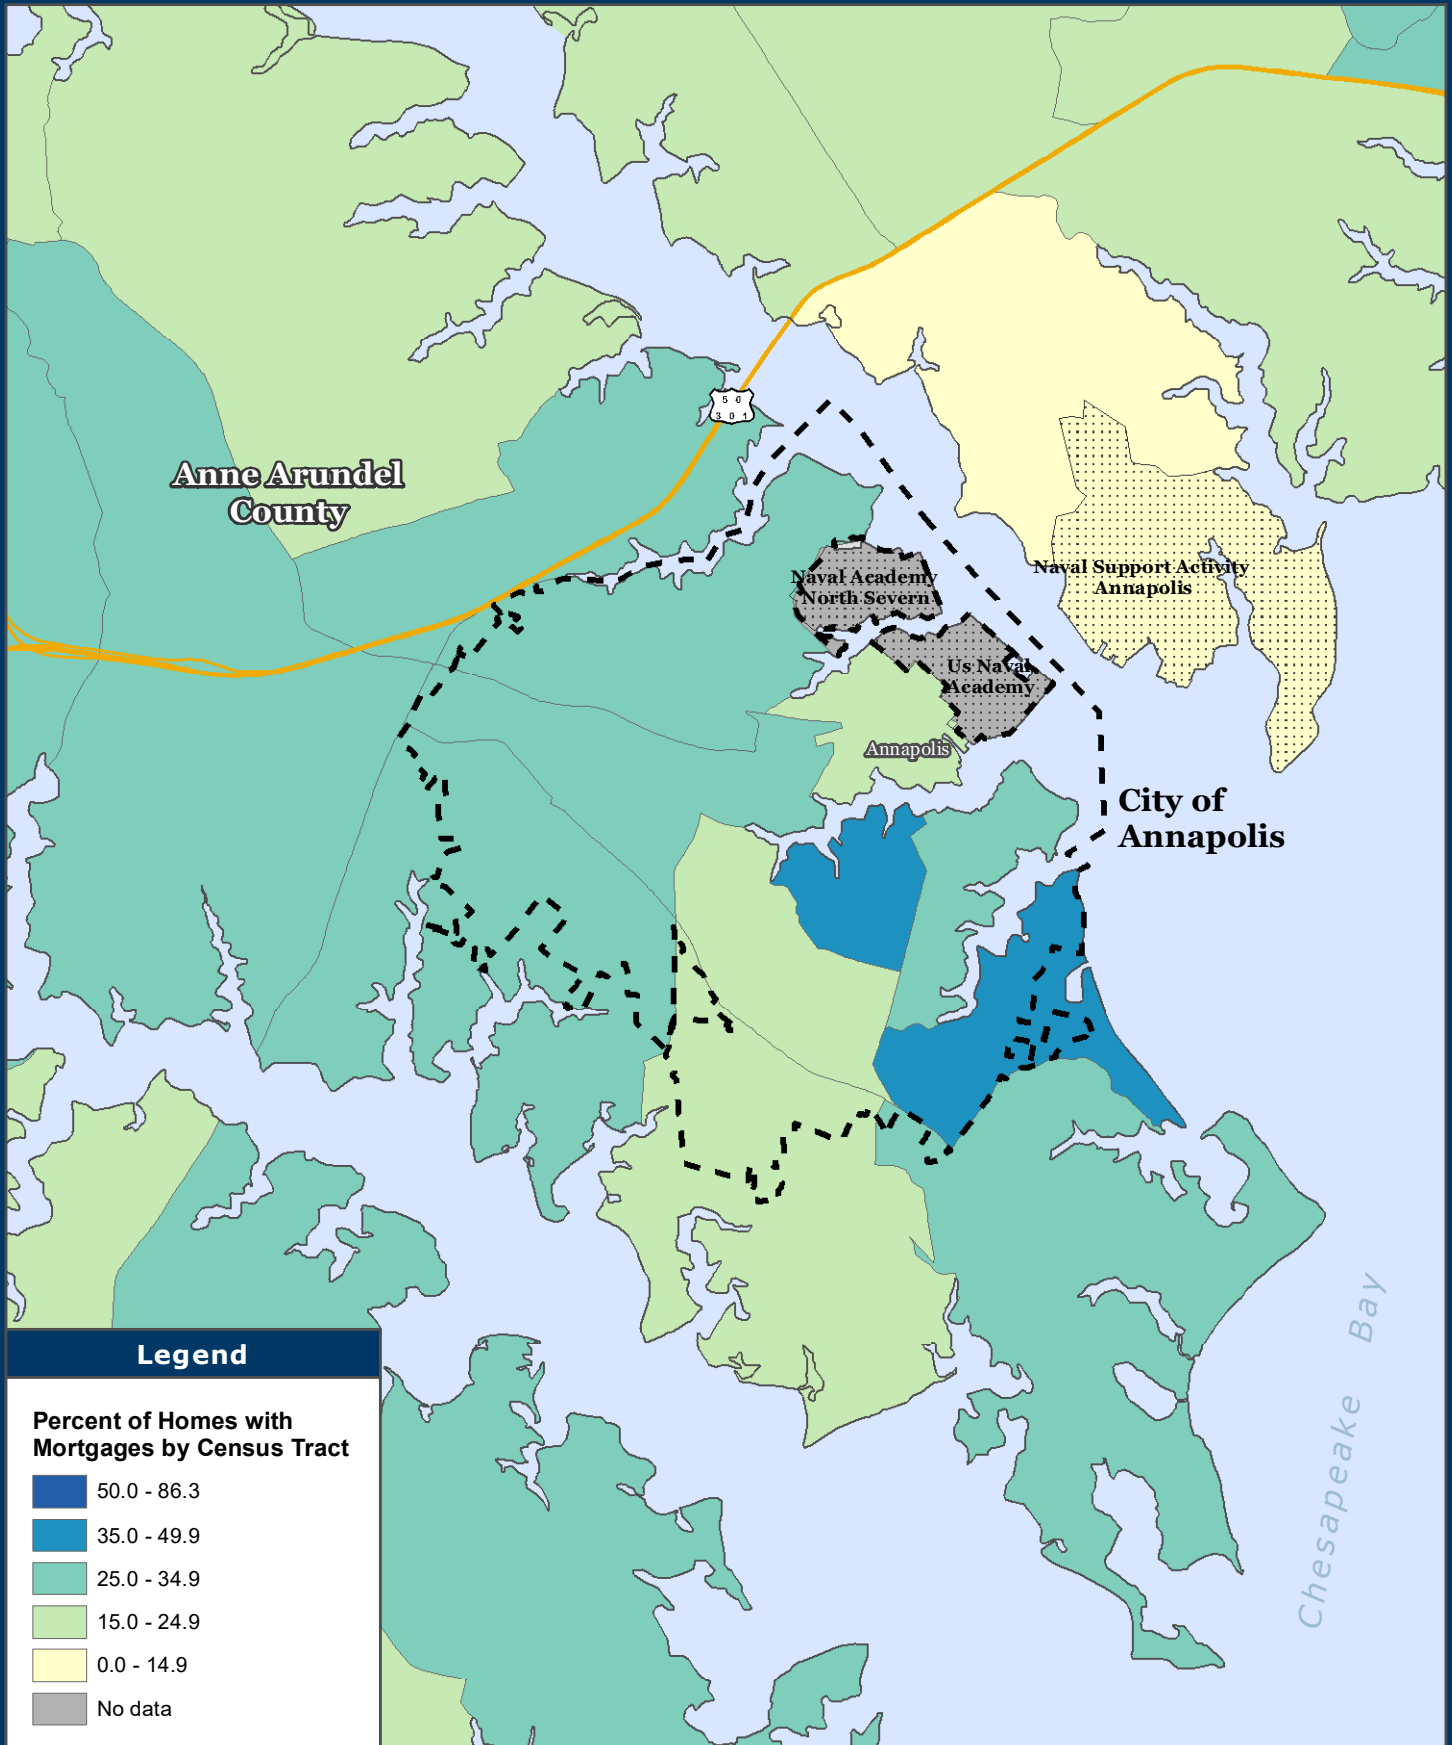 50
301
Anne Arundel
County
Naval Academy
North Severn
Naval Support Activity
Annapolis
Us Naval
Academy
Annapolis
City of
Annapolis
Chesapeake Bay
Legend
Percent of Homes with
Mortgages by Census Tract
50.0 - 86.3
35.0 - 49.9
25.0 - 34.9
15.0 - 24.9
0.0 - 14.9
No data